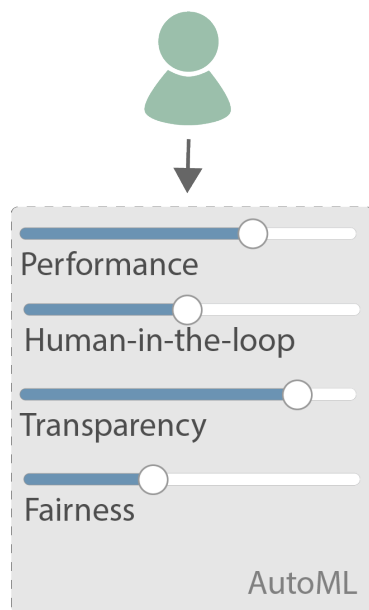 Performance
Human-in-the-loop
Transparency
Fairness
AutoML